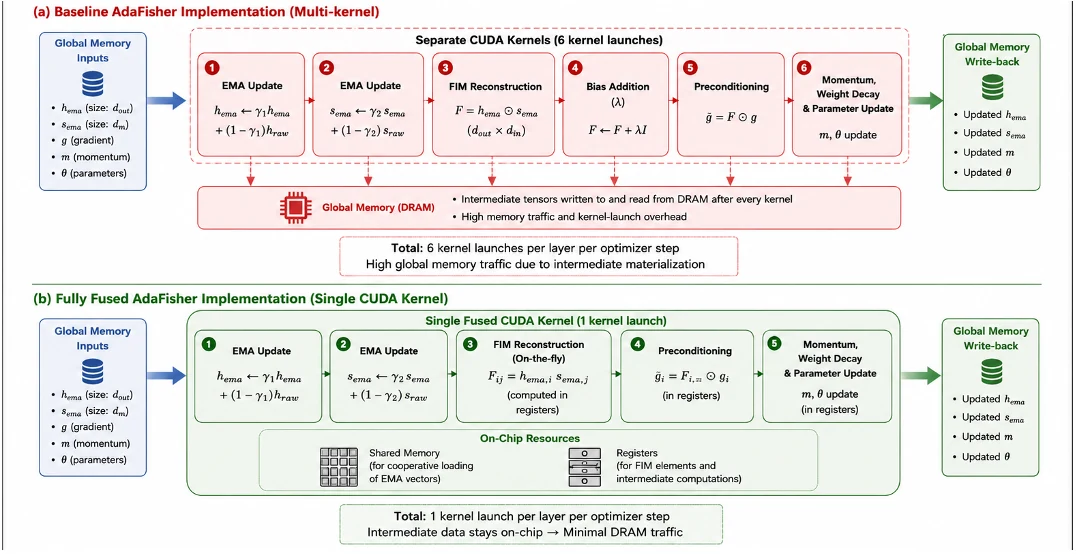 (a) Baseline AdaFisher Implementation (Multi-kernel)
Global Memory
Inputs
• h_ema (size: d_out)
• s_ema (size: d_m)
• g (gradient)
• m (momentum)
• θ (parameters)
Separate CUDA Kernels (6 kernel launches)
1
EMA Update
h_ema ← γ₁h_ema
+ (1 − γ₁)h_raw
2
EMA Update
s_ema ← γ₂ s_ema
+ (1 − γ₂) s_raw
3
FIM Reconstruction
F = h_ema ⊙ s_ema
(d_out × d_in)
4
Bias Addition
(λ)
F ← F + λI
5
Preconditioning
g̃ = F ⊙ g
6
Momentum,
Weight Decay
& Parameter Update
m, θ update
Global Memory
Write-back
• Updated h_ema
• Updated s_ema
• Updated m
• Updated θ
Global Memory (DRAM)
• Intermediate tensors written to and read from DRAM after every kernel
• High memory traffic and kernel-launch overhead
Total: 6 kernel launches per layer per optimizer step
High global memory traffic due to intermediate materialization
(b) Fully Fused AdaFisher Implementation (Single CUDA Kernel)
Global Memory
Inputs
• h_ema (size: d_out)
• s_ema (size: d_m)
• g (gradient)
• m (momentum)
• θ (parameters)
Single Fused CUDA Kernel (1 kernel launch)
1
EMA Update
h_ema ← γ₁h_ema
+ (1 − γ₁)h_raw
2
EMA Update
s_ema ← γ₂ s_ema
+ (1 − γ₂) s_raw
3
FIM Reconstruction
(On-the-fly)
F_ij = h_ema,i s_ema,j
(computed in
registers)
4
Preconditioning
g̃_i = F_i,= ⊙ g_i
(in registers)
5
Momentum,
Weight Decay
& Parameter Update
m, θ update
(in registers)
On-Chip Resources
Shared Memory
(for cooperative loading
of EMA vectors)
Registers
(for FIM elements and
intermediate computations)
Global Memory
Write-back
• Updated h_ema
• Updated s_ema
• Updated m
• Updated θ
Total: 1 kernel launch per layer per optimizer step
Intermediate data stays on-chip → Minimal DRAM traffic